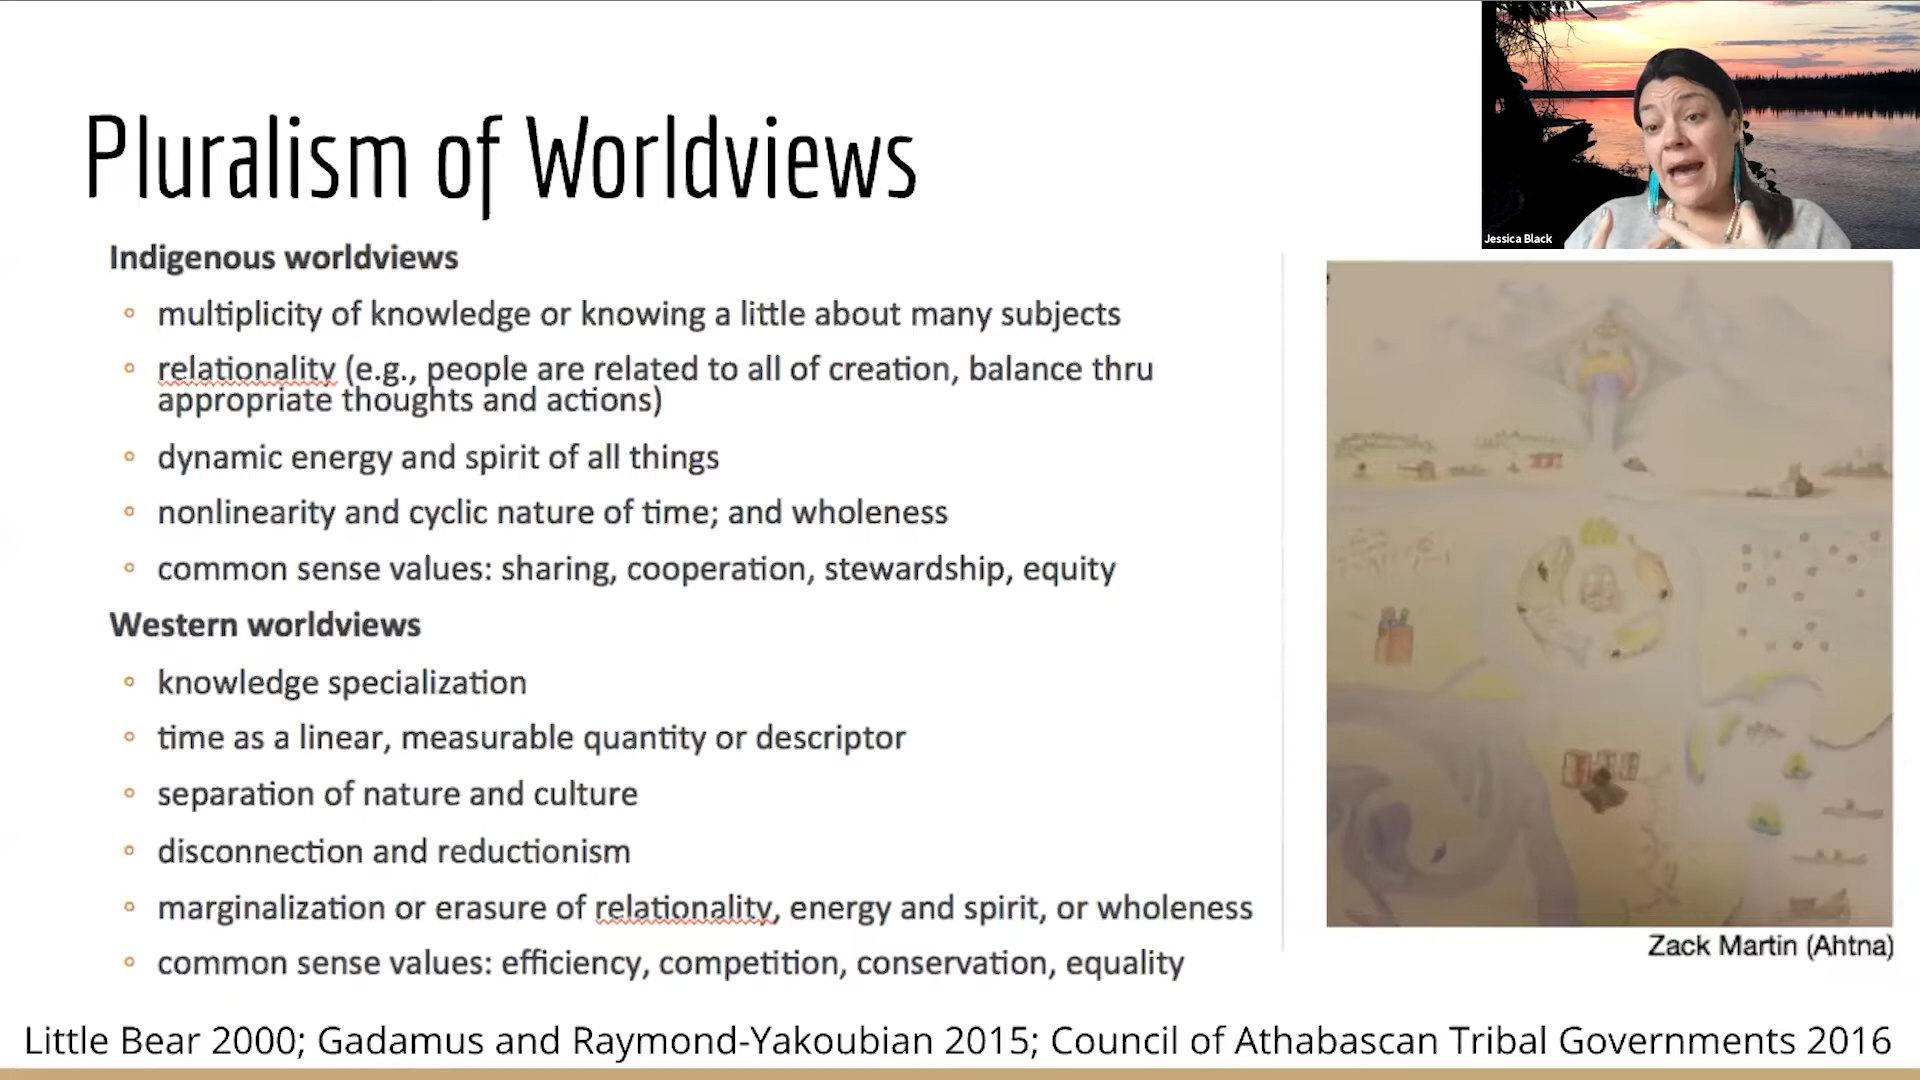 Pluralism of Worldviews
Jessica Black
Indigenous worldviews
multiplicity of knowledge or knowing a little about many subjects
relationality (e.g., people are related to all of creation, balance thru
appropriate thoughts and actions)
dynamic energy and spirit of all things
nonlinearity and cyclic nature of time; and wholeness
common sense values: sharing, cooperation, stewardship, equity
Western worldviews
knowledge specialization
time as a linear, measurable quantity or descriptor
separation of nature and culture
disconnection and reductionism
marginalization or erasure of relationality, energy and spirit, or wholeness
common sense values: efficiency, competition, conservation, equality
Zack Martin (Ahtna)
Little Bear 2000; Gadamus and Raymond-Yakoubian 2015; Council of Athabascan Tribal Governments 2016